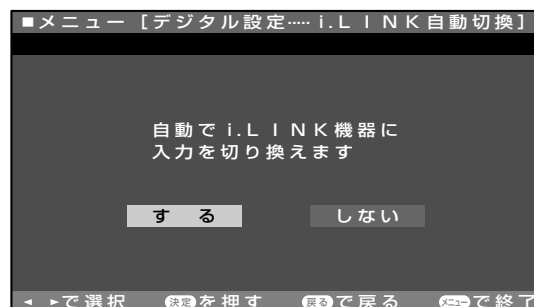 ■メニュー [デジタル設定…… i.LINK自動切換]
自動でi.LINK機器に
入力を切り換えます
する しない
◄ ►で選択 決定を押す 戻るで戻る メニューで終了